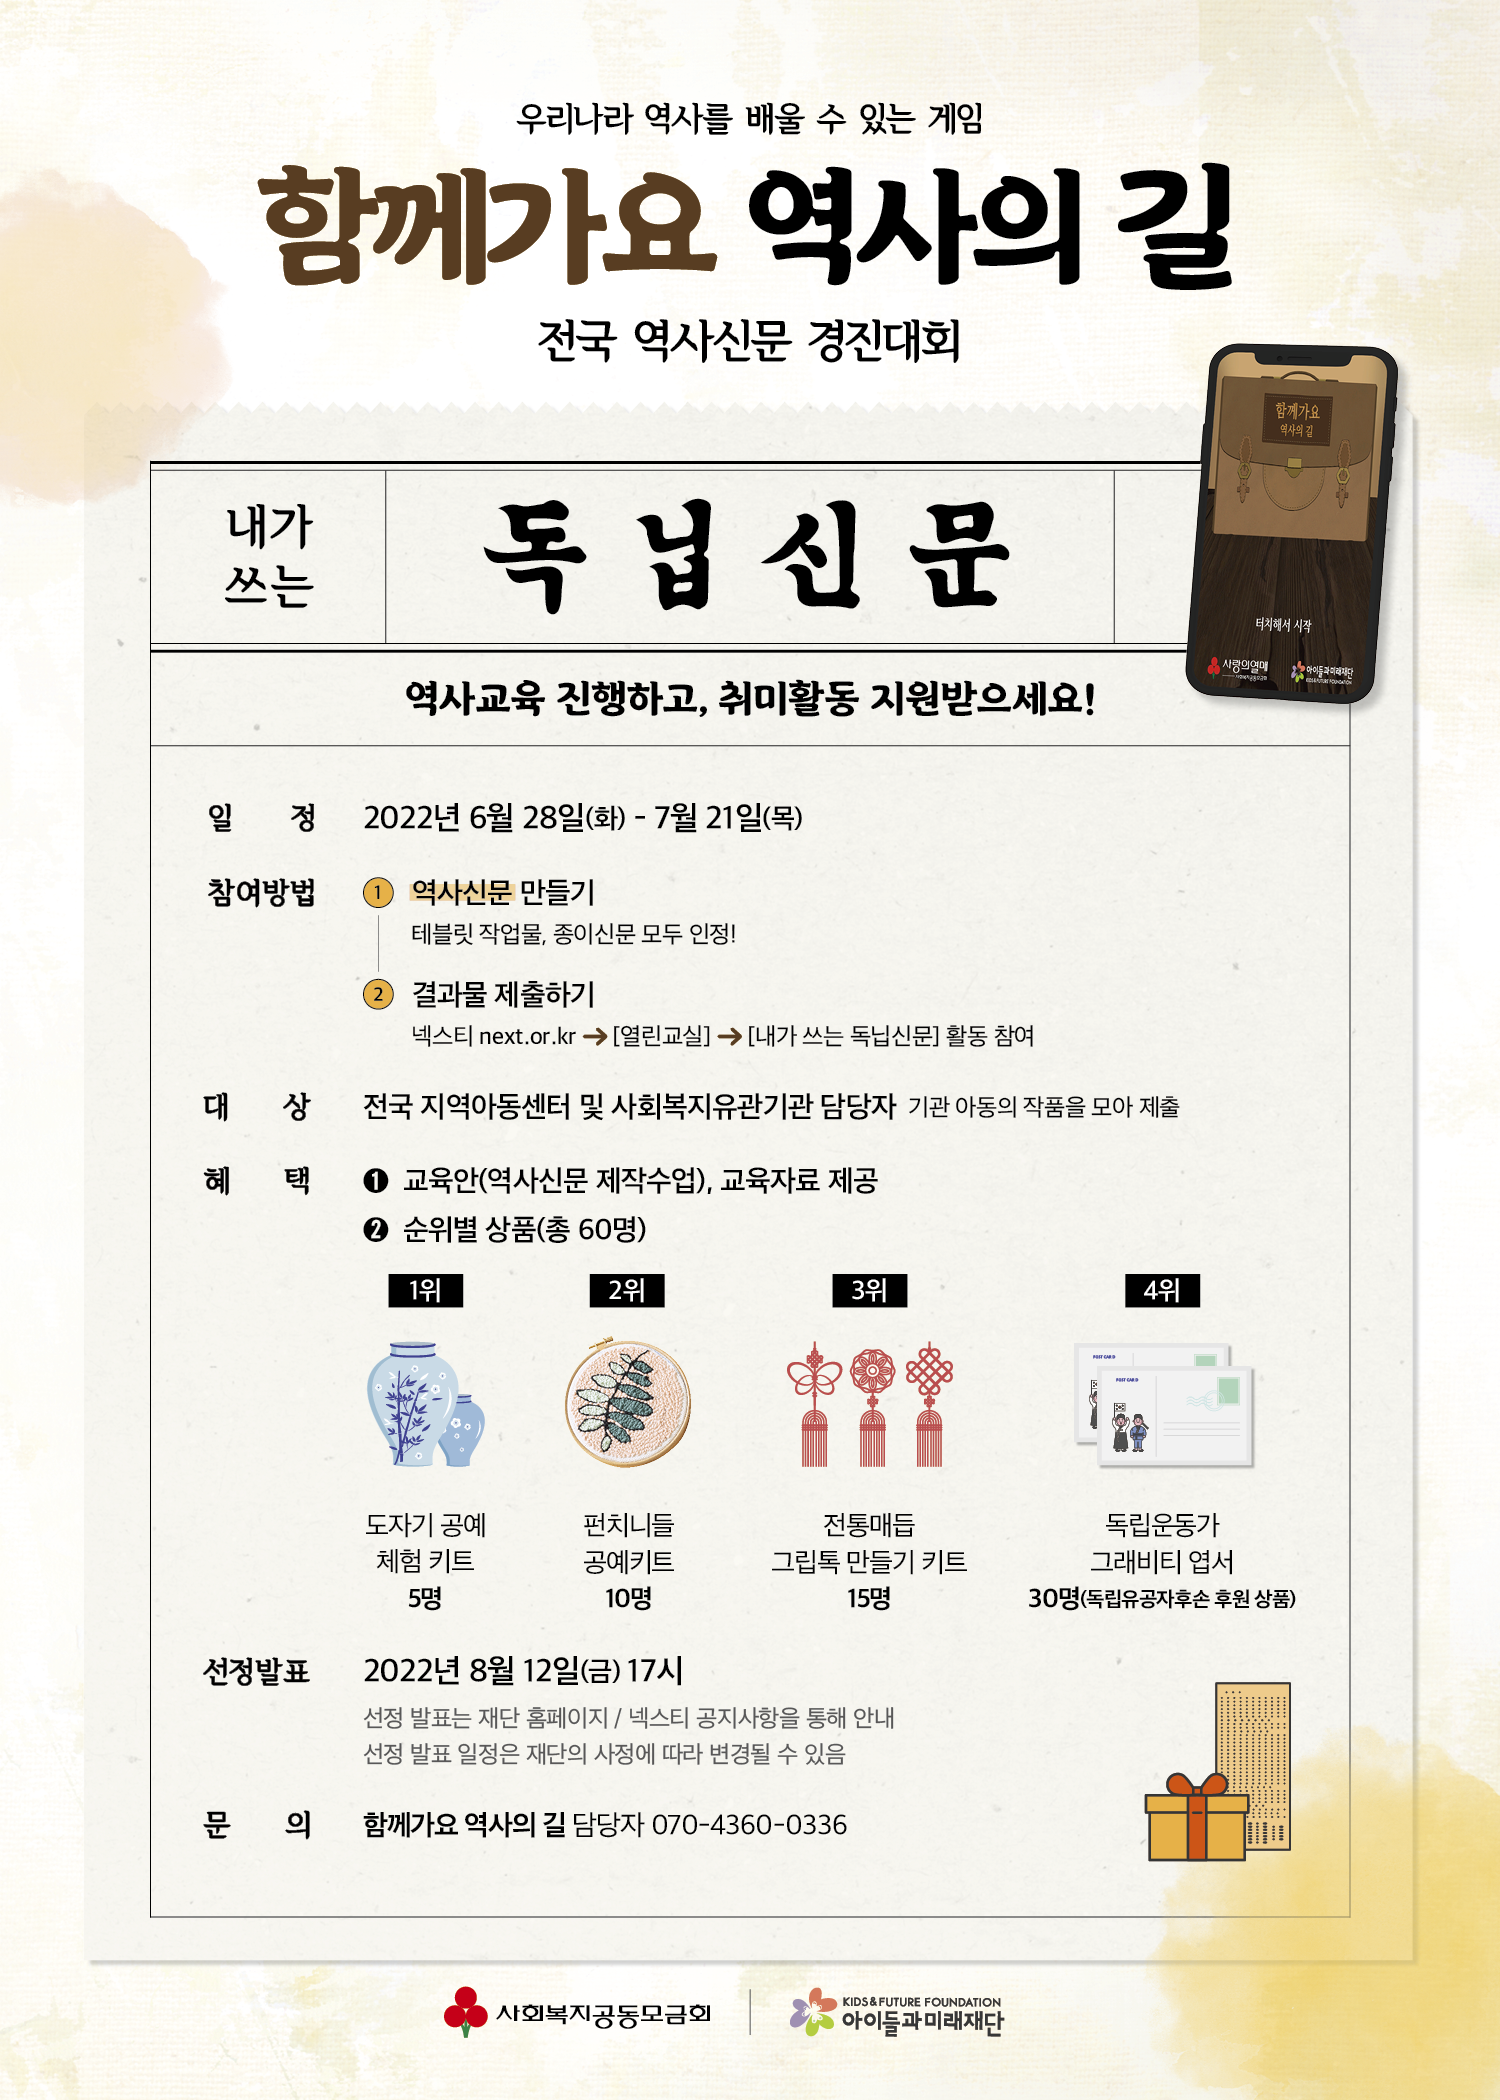 우리나라 역사를 배울 수 있는 게임
함께가요 역사의 길
전국 역사신문 경진대회
함께가요
역사의 길
터치해서 시작
사랑의열매
사회복지공동모금회
아이들과미래재단
KIDS & FUTURE FOUNDATION
내가
쓰는
독닙신문
역사교육 진행하고, 취미활동 지원받으세요!
일 정 2022년 6월 28일(화) - 7월 21일(목)
참여방법 1 역사신문 만들기
테블릿 작업물, 종이신문 모두 인정!
2 결과물 제출하기
넥스티 next.or.kr → [열린교실] → [내가 쓰는 독닙신문] 활동 참여
대 상 전국 지역아동센터 및 사회복지유관기관 담당자 기관 아동의 작품을 모아 제출
혜 택 ❶ 교육안(역사신문 제작수업), 교육자료 제공
❷ 순위별 상품(총 60명)
1위 2위 3위 4위
POST CARD
POST CARD
도자기 공예 펀치니들 전통매듭 독립운동가
체험 키트 공예키트 그립톡 만들기 키트 그래비티 엽서
5명 10명 15명 30명(독립유공자후손 후원 상품)
선정발표 2022년 8월 12일(금) 17시
선정 발표는 재단 홈페이지 / 넥스티 공지사항을 통해 안내
선정 발표 일정은 재단의 사정에 따라 변경될 수 있음
문 의 함께가요 역사의 길 담당자 070-4360-0336
사회복지공동모금회
KIDS & FUTURE FOUNDATION
아이들과미래재단